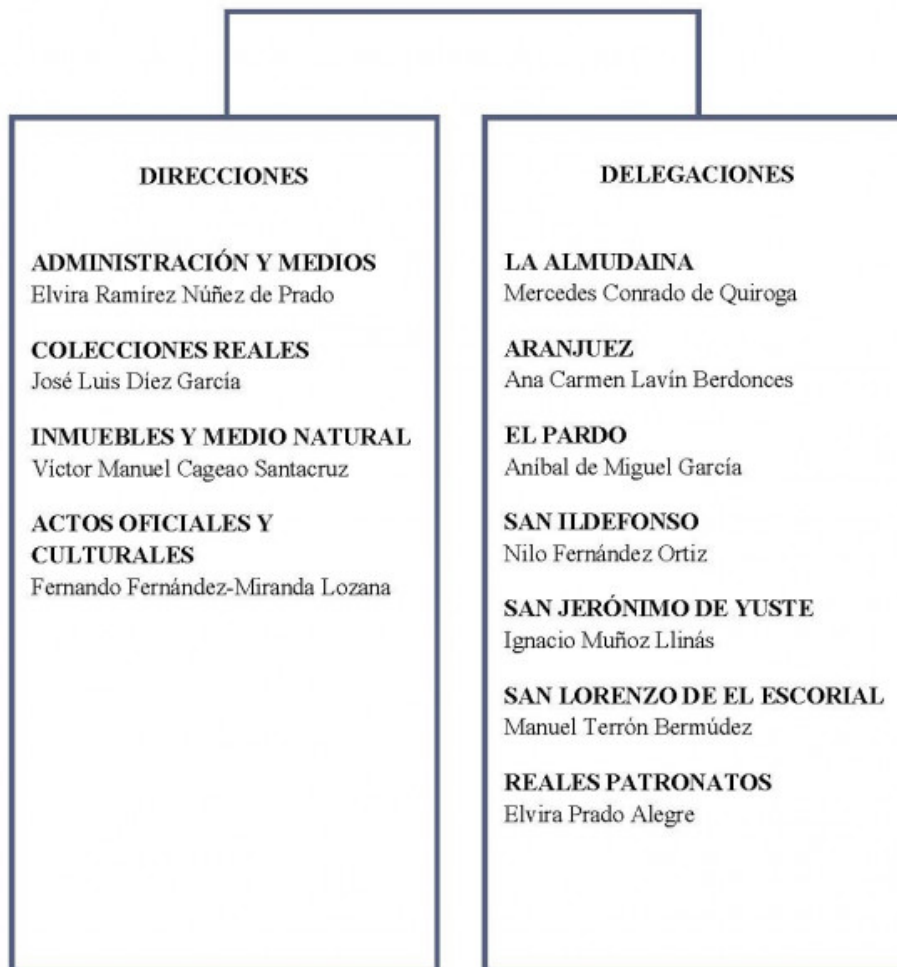 DIRECCIONES
ADMINISTRACIÓN Y MEDIOS
Elvira Ramírez Núñez de Prado
COLECCIONES REALES
José Luis Díez García
INMUEBLES Y MEDIO NATURAL
Víctor Manuel Cageao Santacruz
ACTOS OFICIALES Y
CULTURALES
Fernando Fernández-Miranda Lozana
DELEGACIONES
LA ALMUDAINA
Mercedes Conrado de Quiroga
ARANJUEZ
Ana Carmen Lavín Berdonces
EL PARDO
Aníbal de Miguel García
SAN ILDEFONSO
Nilo Fernández Ortiz
SAN JERÓNIMO DE YUSTE
Ignacio Muñoz Llinás
SAN LORENZO DE EL ESCORIAL
Manuel Terrón Bermúdez
REALES PATRONATOS
Elvira Prado Alegre